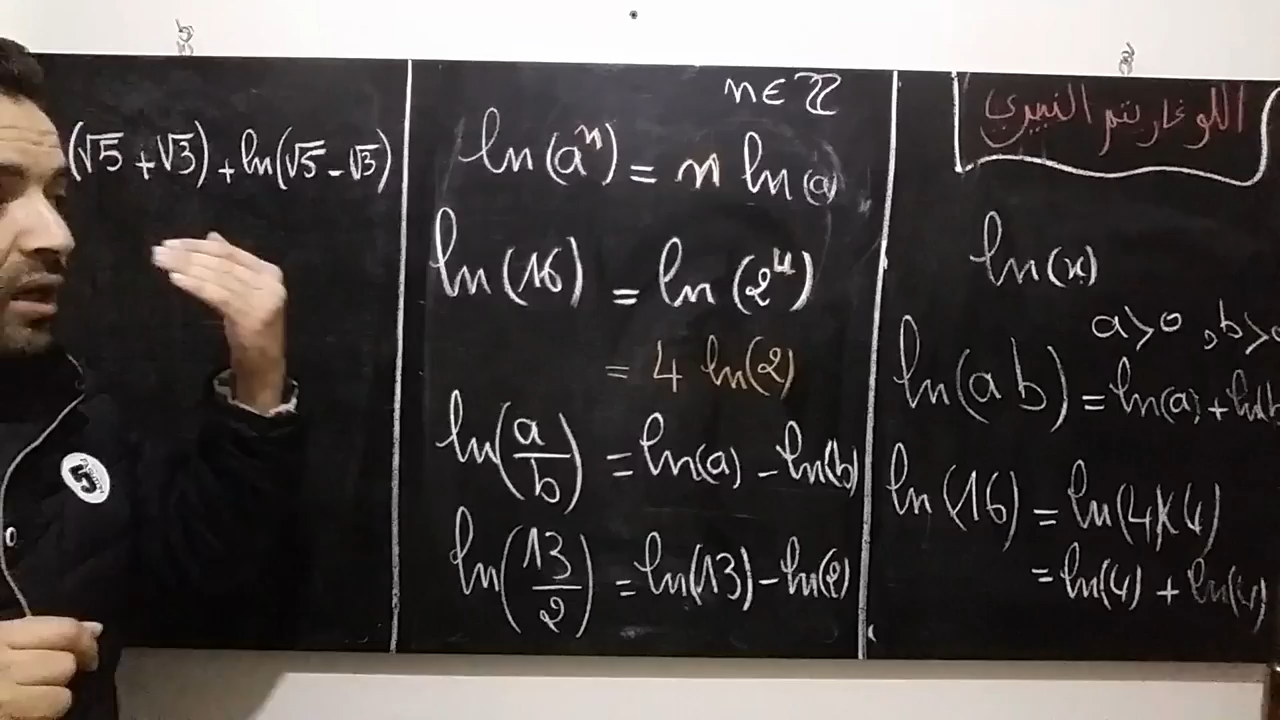 اللوغاريتم النبيري
ln(x)
a>0 , b>0
ln(ab) = ln(a) + ln(b
ln(16) = ln(4×4)
= ln(4) + ln(4)
n∈ℤ
ln(aⁿ) = n ln(a)
ln(16) = ln(2⁴)
= 4 ln(2)
ln(a/b) = ln(a) - ln(b)
ln(13/2) = ln(13) - ln(2)
(√5 + √3) + ln(√5 - √3)
5